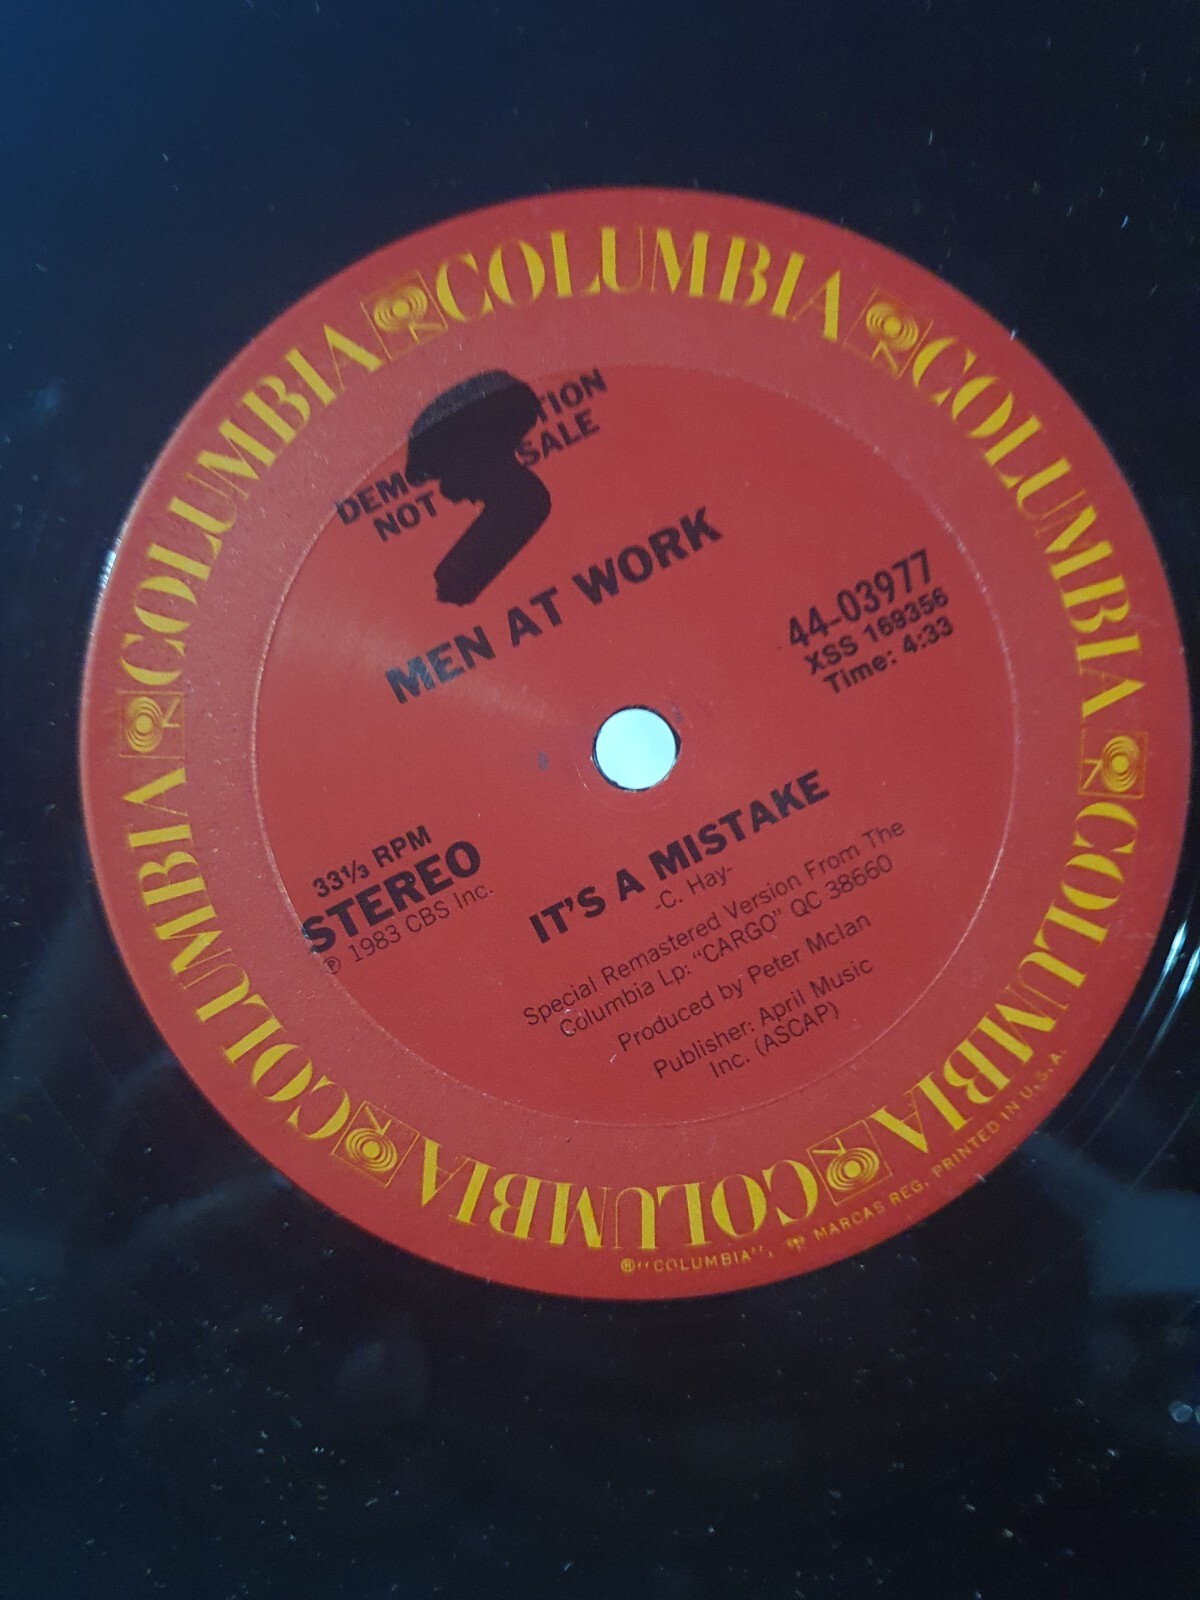 COLUMBIA COLUMBIA COLUMBIA COLUMBIA COLUMBIA COLUMBIA
TION
NOT SALE
MEN AT WORK
44-03977
XSS 169356
Time: 4:33
33⅓ RPM
STEREO
℗ 1983 CBS Inc.
IT'S A MISTAKE
-C. Hay-
Special Remastered Version From The
Columbia Lp: "CARGO" QC 38660
Produced by Peter Mclan
Publisher: April Music
Inc. (ASCAP)
®"COLUMBIA", MARCAS REG. PRINTED IN U.S.A.